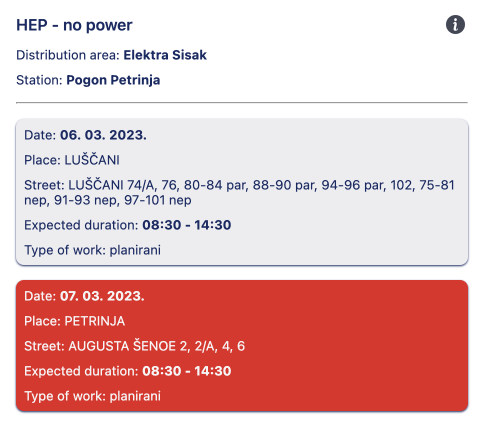 HEP - no power
Distribution area: Elektra Sisak
Station: Pogon Petrinja
Date: 06. 03. 2023.
Place: LUŠČANI
Street: LUŠČANI 74/A, 76, 80-84 par, 88-90 par, 94-96 par, 102, 75-81
nep, 91-93 nep, 97-101 nep
Expected duration: 08:30 - 14:30
Type of work: planirani
Date: 07. 03. 2023.
Place: PETRINJA
Street: AUGUSTA ŠENOE 2, 2/A, 4, 6
Expected duration: 08:30 - 14:30
Type of work: planirani